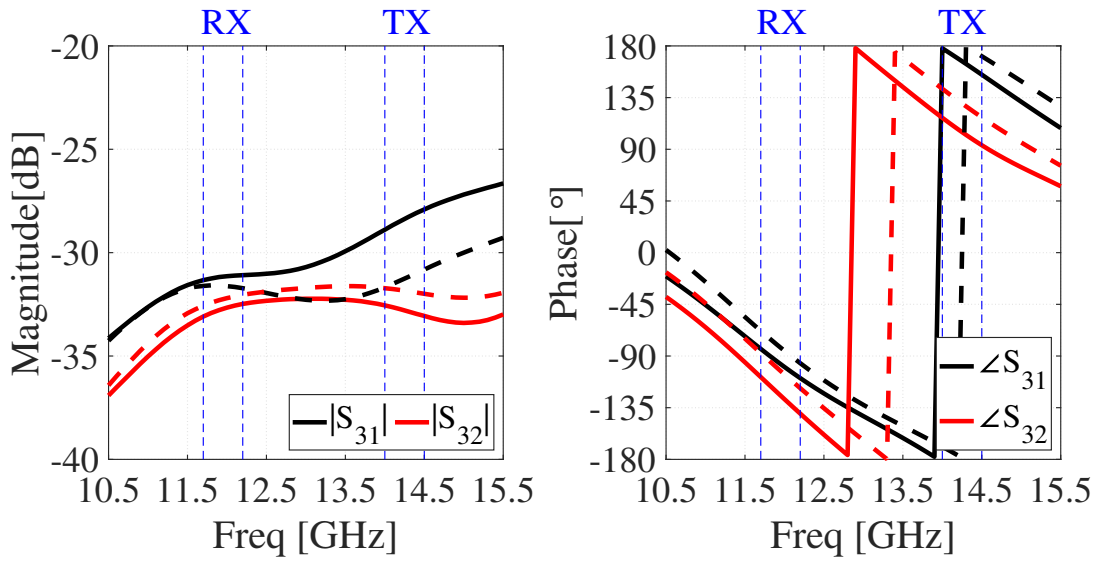 RX TX
-20
-25
-30
-35
-40
Magnitude[dB]
|S31| |S32|
10.5 11.5 12.5 13.5 14.5 15.5
Freq [GHz]
RX TX
180
135
90
45
0
-45
-90
-135
-180
Phase[ °]
∠S31
∠S32
10.5 11.5 12.5 13.5 14.5 15.5
Freq [GHz]